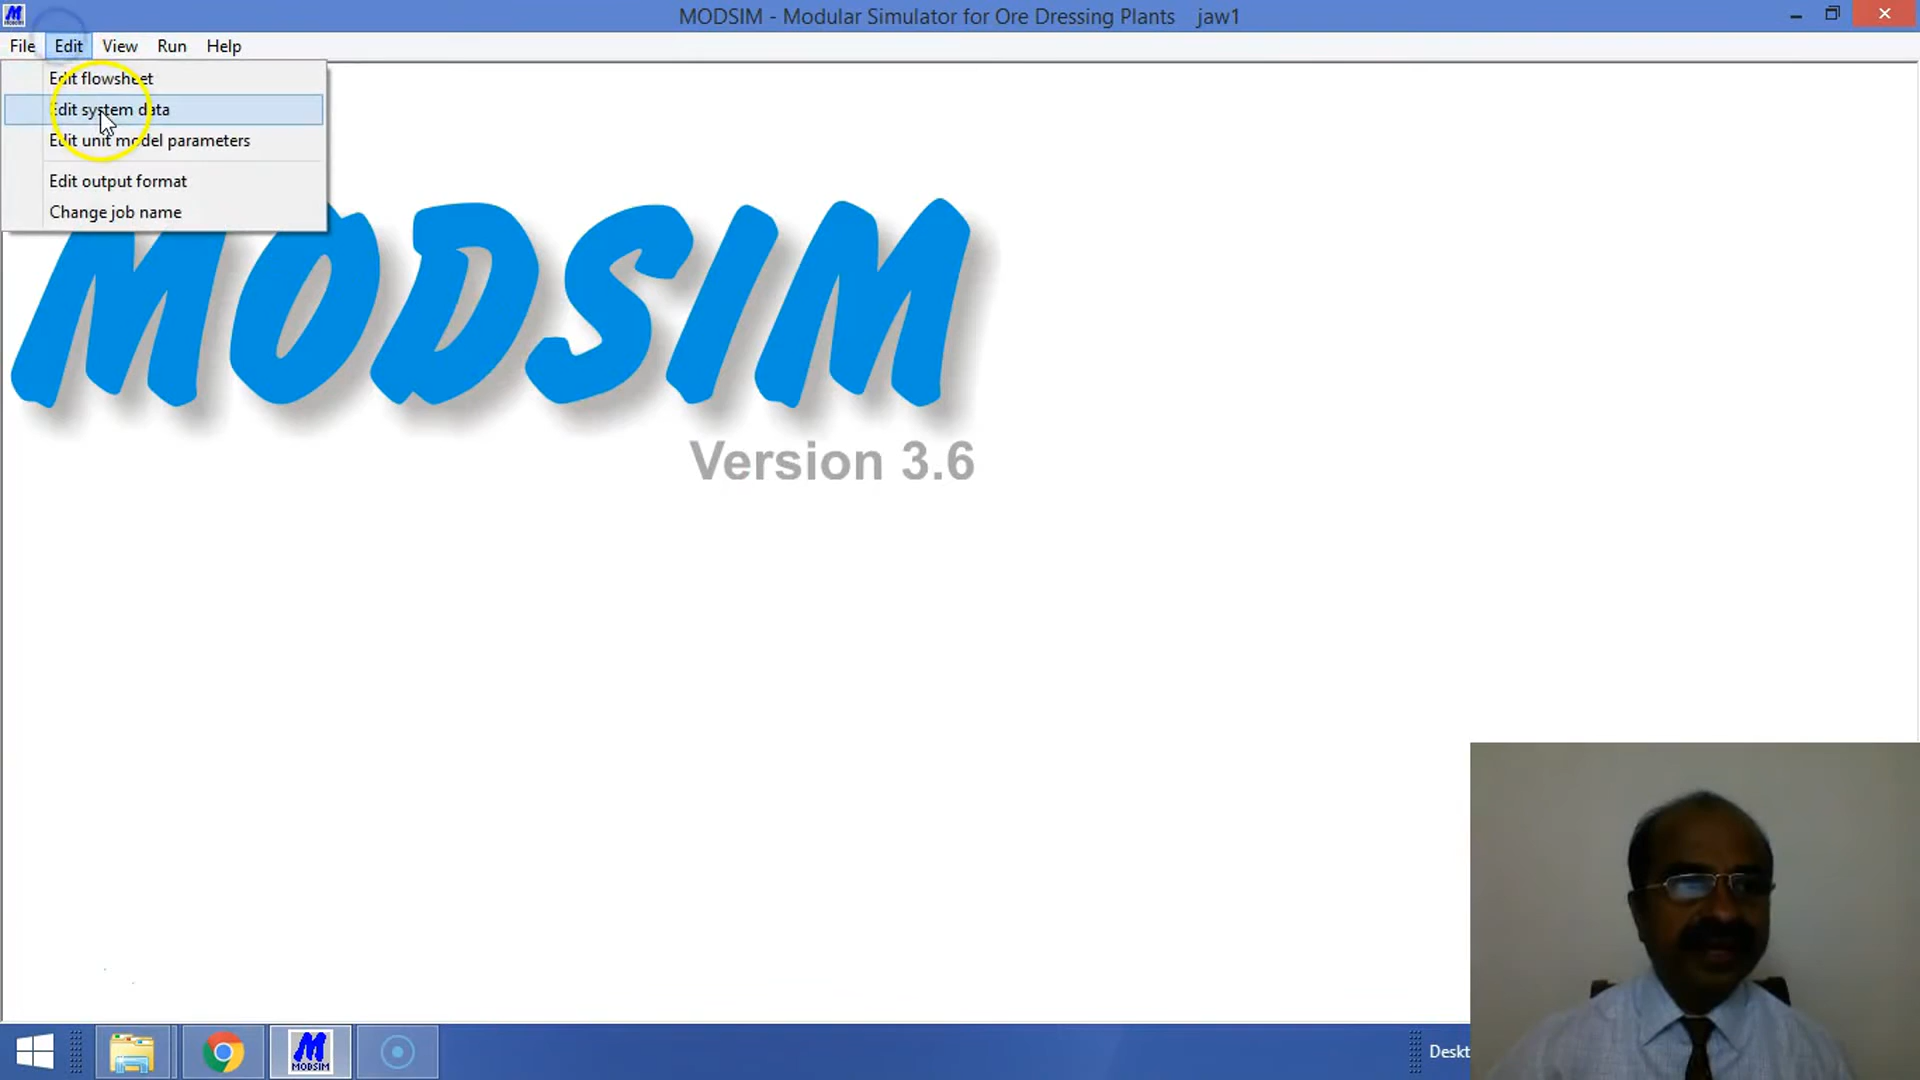 MODSIM - Modular Simulator for Ore Dressing Plants jaw1
File Edit View Run Help
Edit flowsheet
Edit system data
Edit unit model parameters
Edit output format
Change job name
MODSIM
Version 3.6
M
MODSIM
Deskt